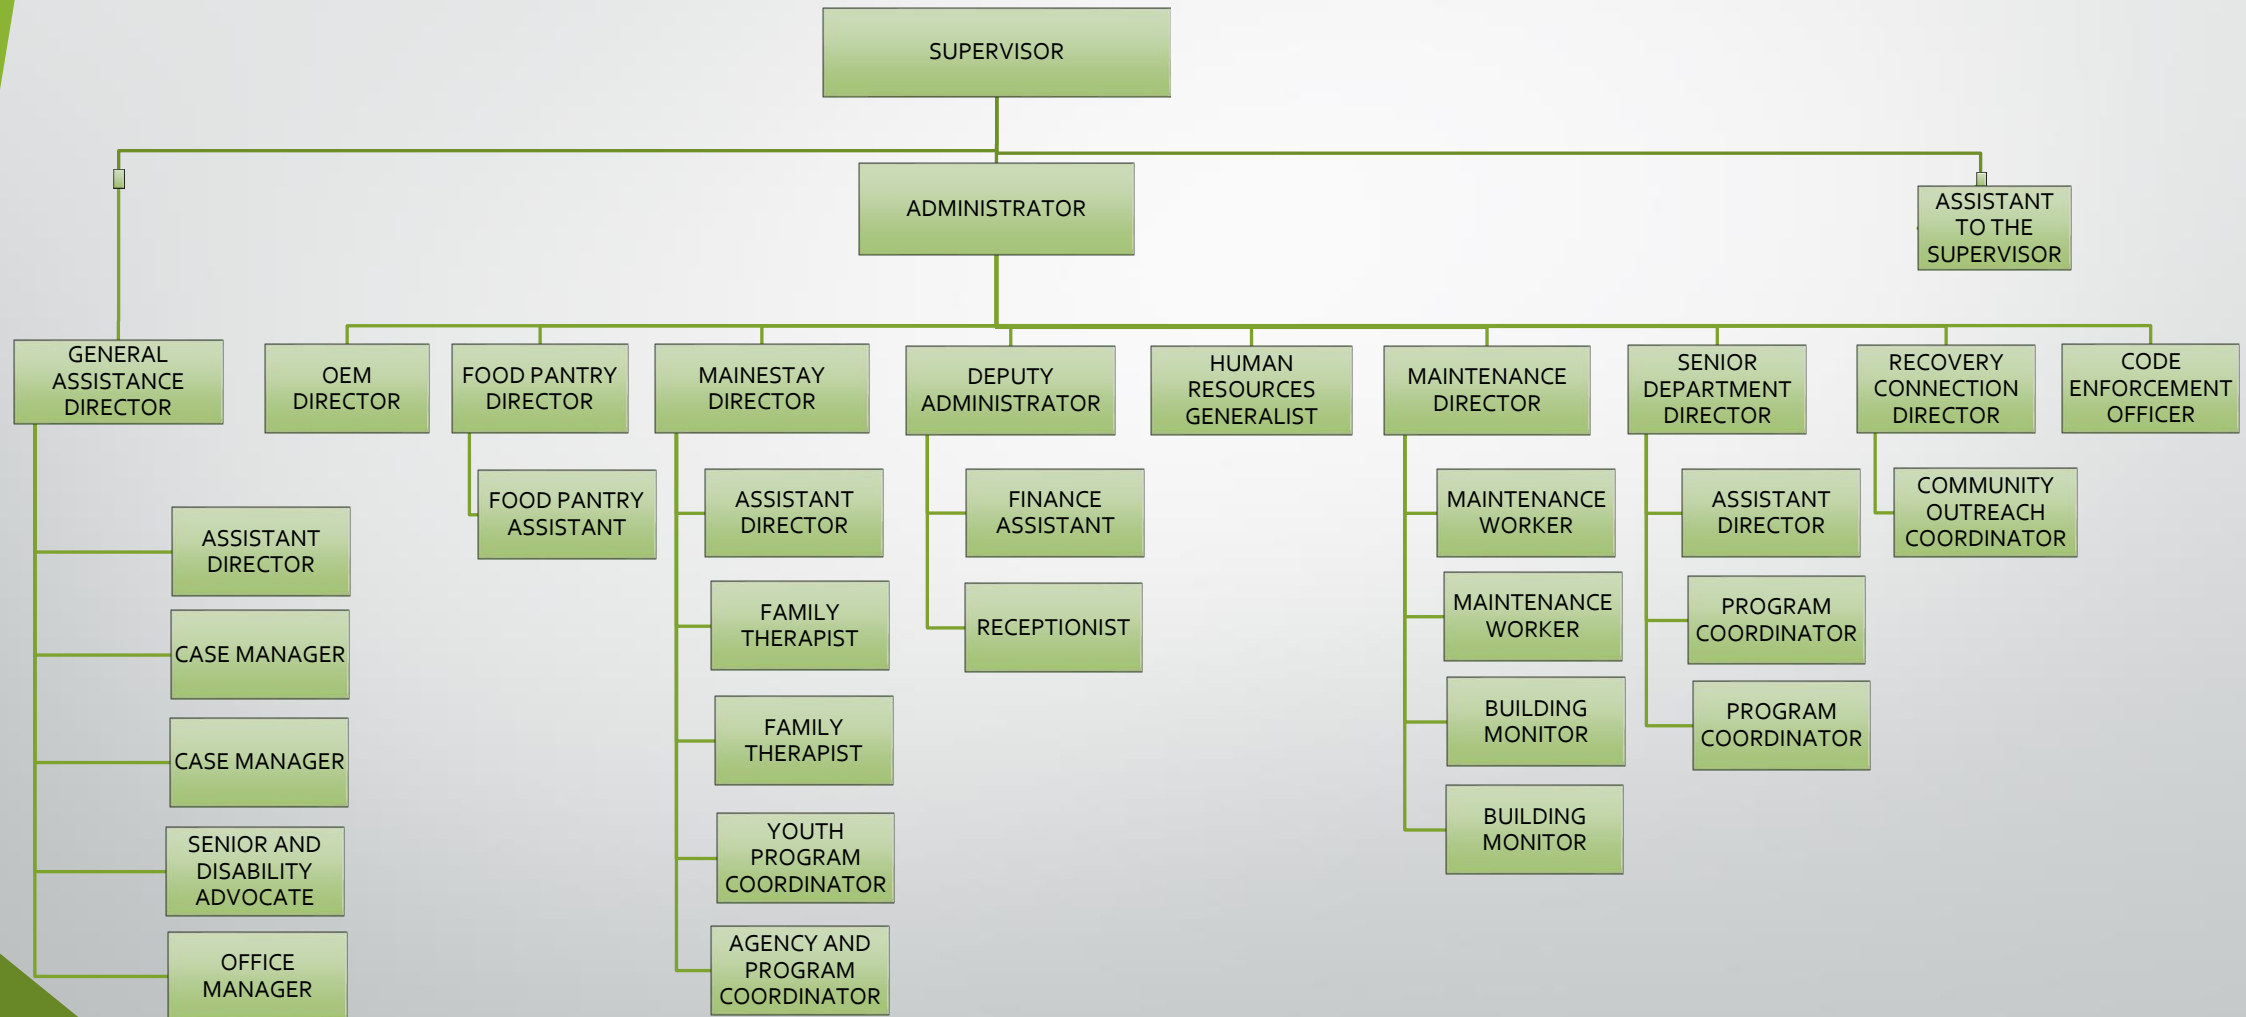 SUPERVISOR
ADMINISTRATOR
ASSISTANT
TO THE
SUPERVISOR
GENERAL
ASSISTANCE
DIRECTOR
OEM
DIRECTOR
FOOD PANTRY
DIRECTOR
MAINESTAY
DIRECTOR
DEPUTY
ADMINISTRATOR
HUMAN
RESOURCES
GENERALIST
MAINTENANCE
DIRECTOR
SENIOR
DEPARTMENT
DIRECTOR
RECOVERY
CONNECTION
DIRECTOR
CODE
ENFORCEMENT
OFFICER
ASSISTANT
DIRECTOR
CASE MANAGER
CASE MANAGER
SENIOR AND
DISABILITY
ADVOCATE
OFFICE
MANAGER
FOOD PANTRY
ASSISTANT
ASSISTANT
DIRECTOR
FAMILY
THERAPIST
FAMILY
THERAPIST
YOUTH
PROGRAM
COORDINATOR
AGENCY AND
PROGRAM
COORDINATOR
FINANCE
ASSISTANT
RECEPTIONIST
MAINTENANCE
WORKER
MAINTENANCE
WORKER
BUILDING
MONITOR
BUILDING
MONITOR
ASSISTANT
DIRECTOR
PROGRAM
COORDINATOR
PROGRAM
COORDINATOR
COMMUNITY
OUTREACH
COORDINATOR